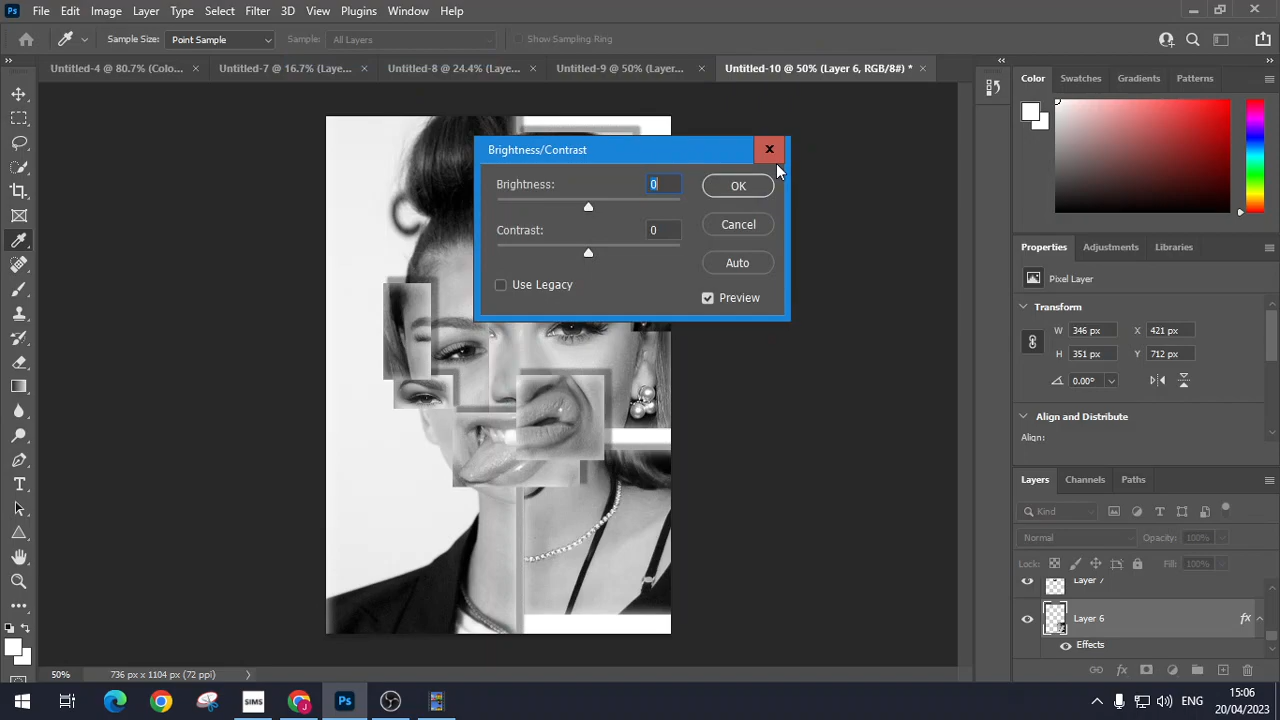 Ps File Edit Image Layer Type Select Filter 3D View Plugins Window Help
Sample Size: Point Sample Sample: All Layers Show Sampling Ring
Untitled-4 @ 80.7% (Colo... × Untitled-7 @ 16.7% (Laye... × Untitled-8 @ 24.4% (Laye... × Untitled-9 @ 50% (Layer... × Untitled-10 @ 50% (Layer 6, RGB/8#) * ×
Color Swatches Gradients Patterns
Brightness/Contrast
Brightness: 0 OK
Contrast: 0 Cancel
Auto
Use Legacy Preview
Properties Adjustments Libraries
Pixel Layer
Transform
W 346 px X 421 px
H 351 px Y 712 px
0.00°
Align and Distribute
Align:
Layers Channels Paths
Kind
Normal Opacity: 100%
Lock: Fill: 100%
Layer 7
Layer 6 fx
Effects
50% 736 px x 1104 px (72 ppi)
fx
SIMS J Ps ENG 15:06
20/04/2023